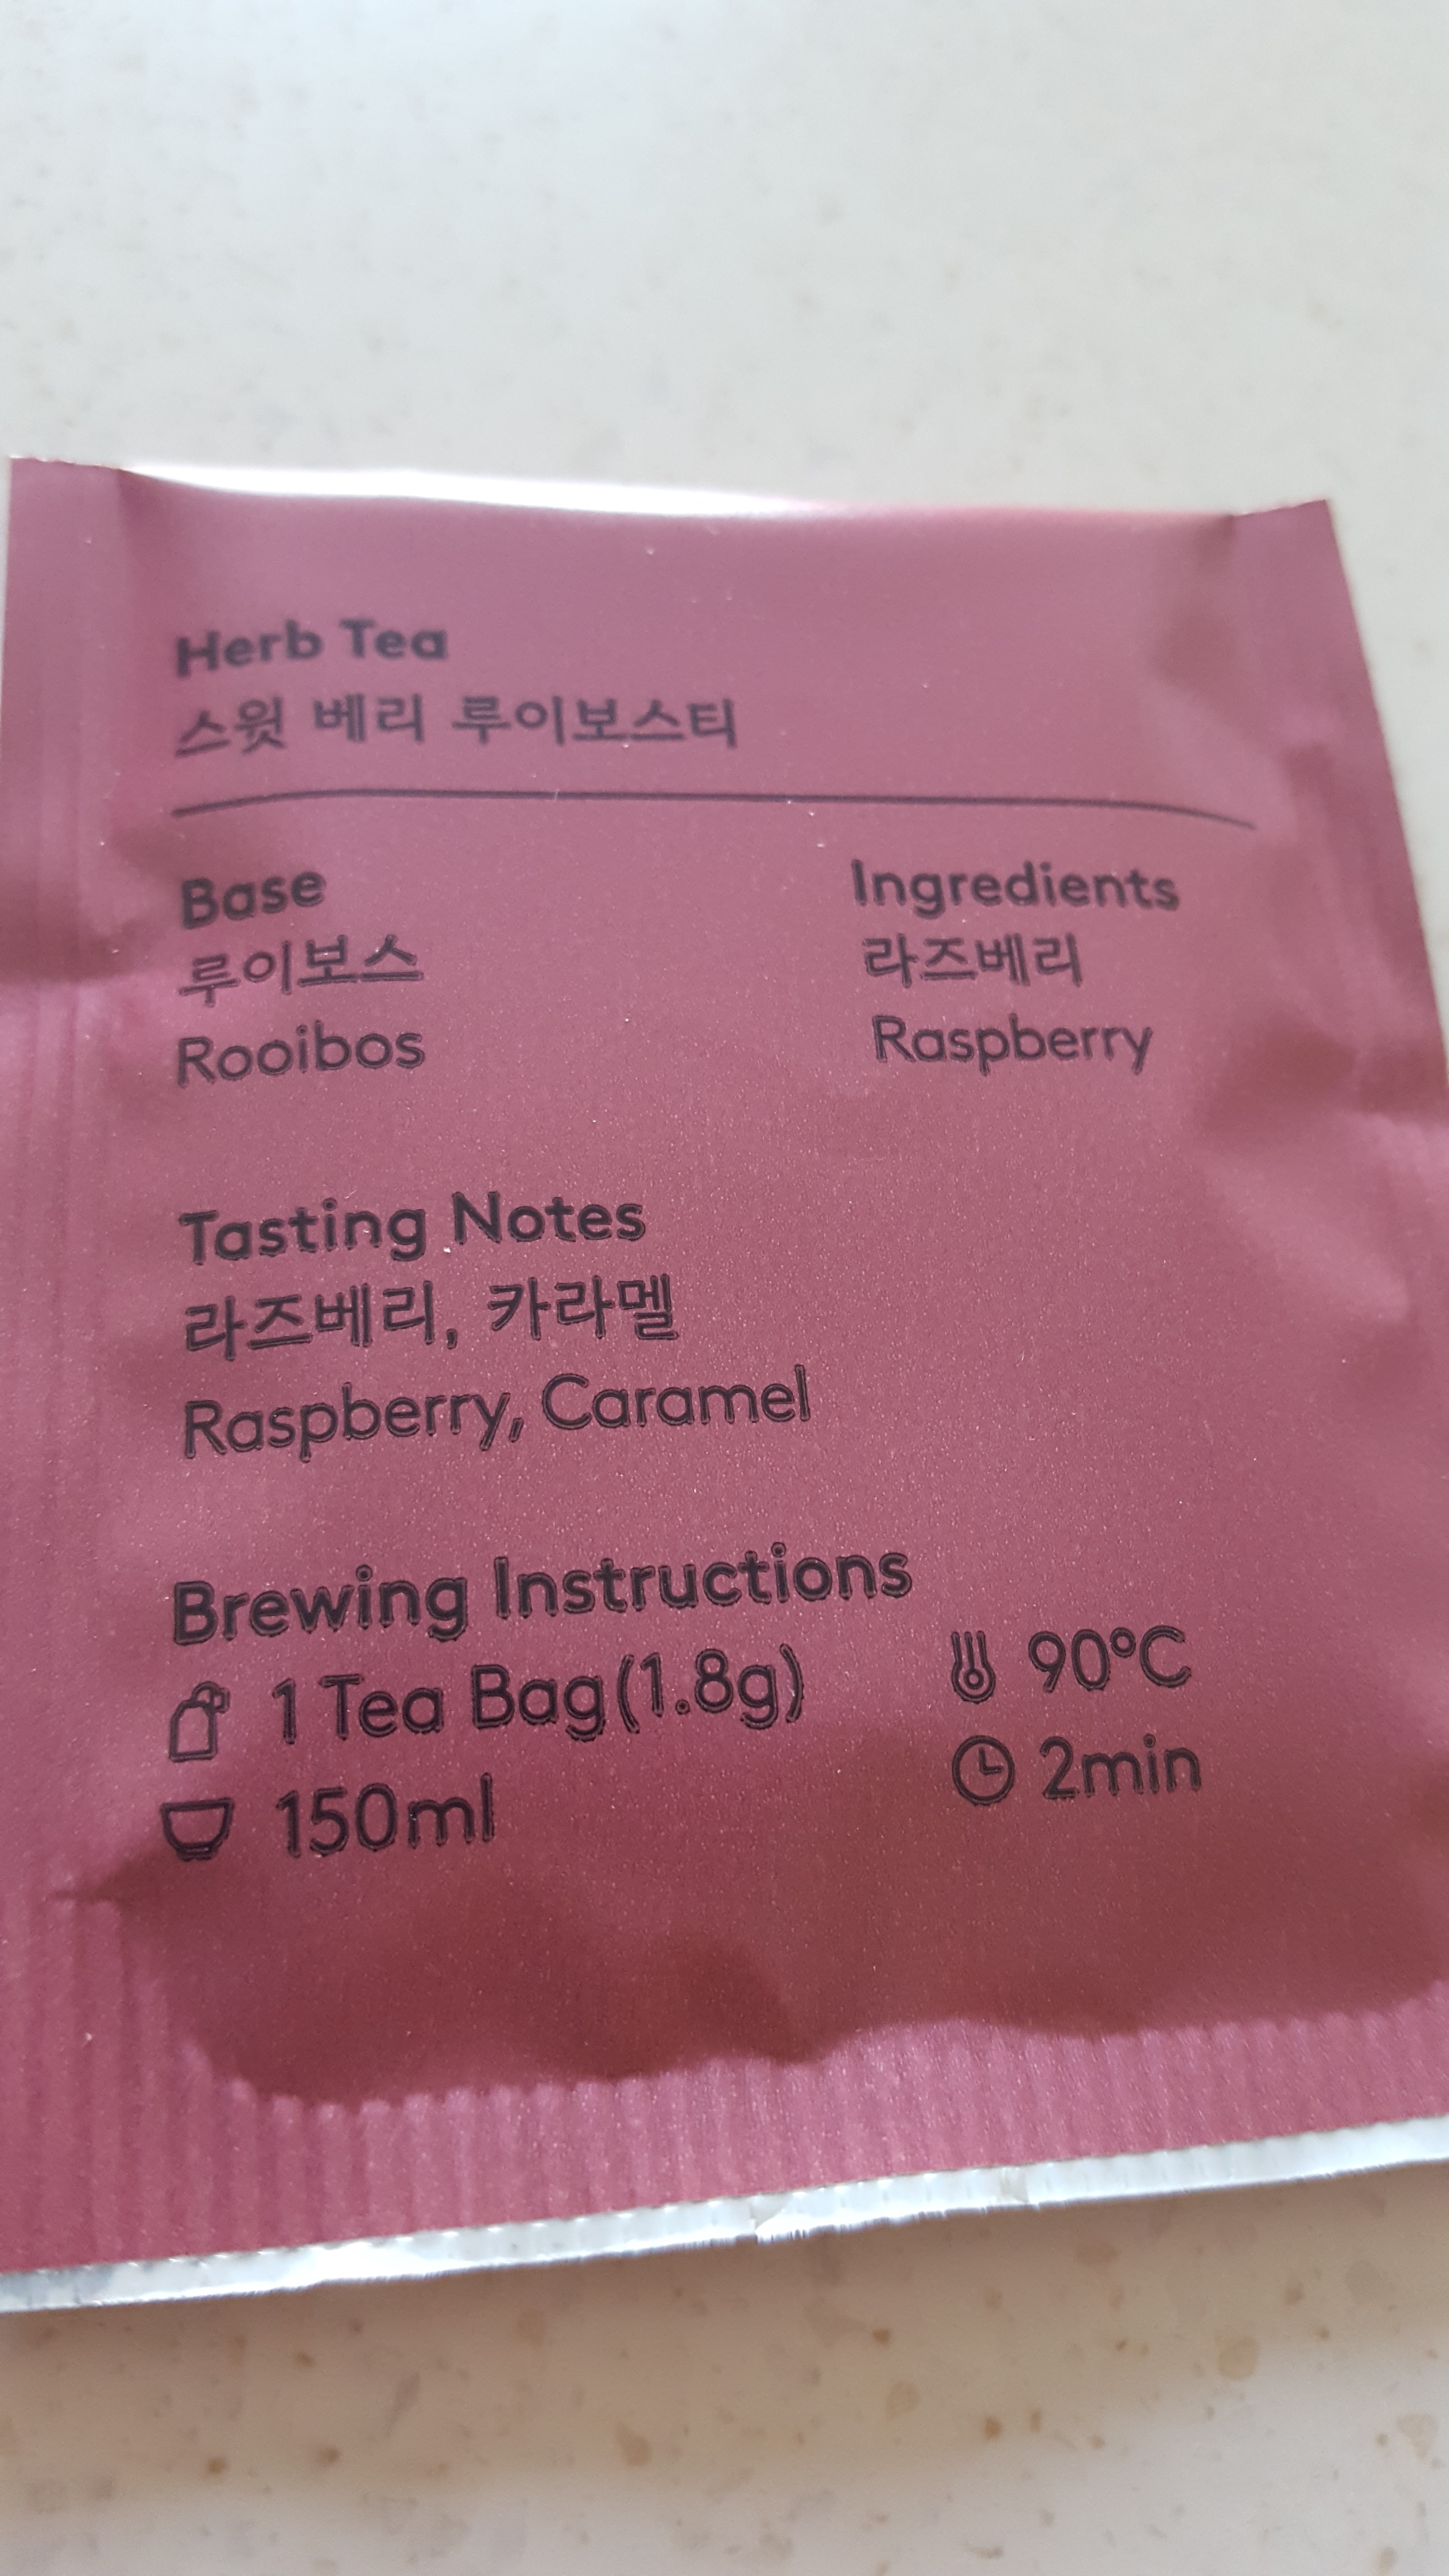 Herb Tea
스윗 베리 루이보스티
Base
루이보스
Rooibos
Ingredients
라즈베리
Raspberry
Tasting Notes
라즈베리, 카라멜
Raspberry, Caramel
Brewing Instructions
1 Tea Bag(1.8g)
150ml
90°C
2min